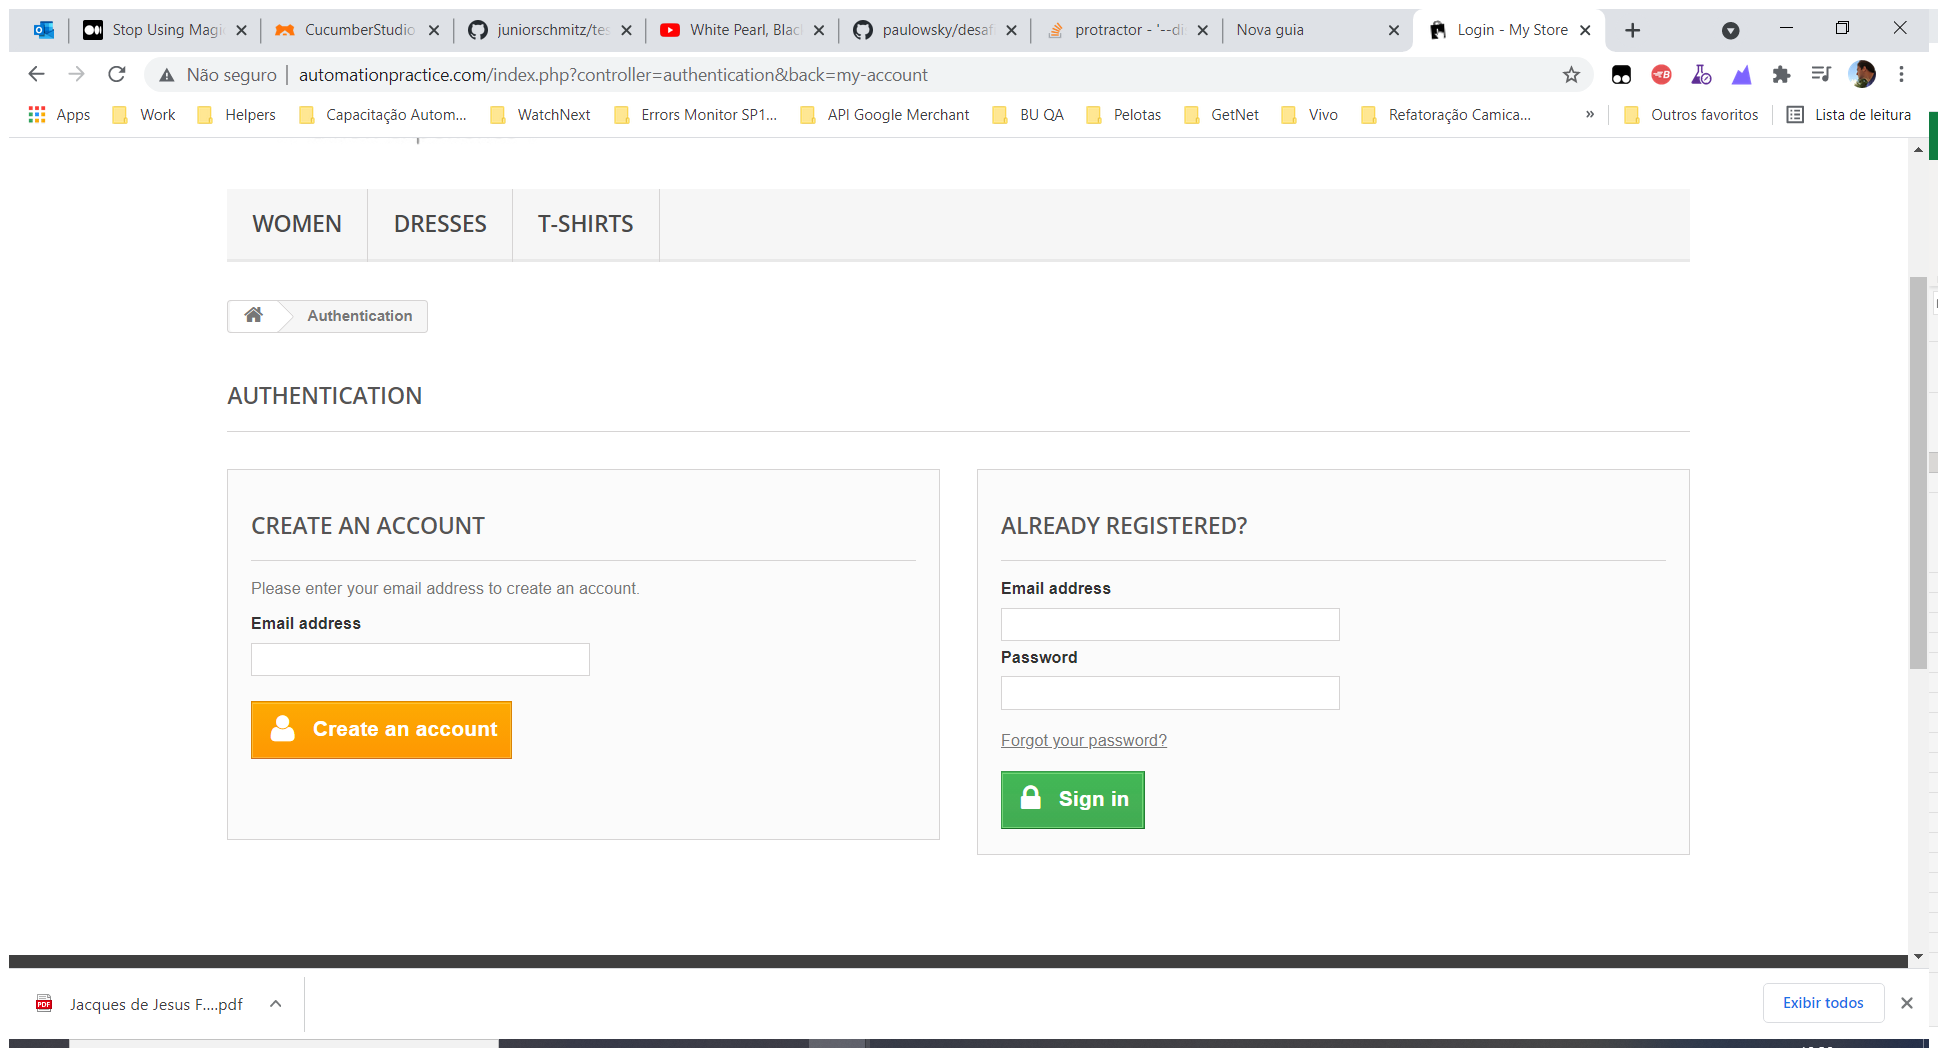 Stop Using Magi
CucumberStudio
juniorschmitz/tes
White Pearl, Blac
paulowsky/desaf
protractor - '--di
Nova guia
Login - My Store
Não seguro | automationpractice.com/index.php?controller=authentication&back=my-account
Apps
Work
Helpers
Capacitação Autom...
WatchNext
Errors Monitor SP1...
API Google Merchant
BU QA
Pelotas
GetNet
Vivo
Refatoração Camica...
»
Outros favoritos
Lista de leitura
WOMEN
DRESSES
T-SHIRTS
Authentication
AUTHENTICATION
CREATE AN ACCOUNT
Please enter your email address to create an account.
Email address
Create an account
ALREADY REGISTERED?
Email address
Password
Forgot your password?
Sign in
Jacques de Jesus F....pdf
Exibir todos